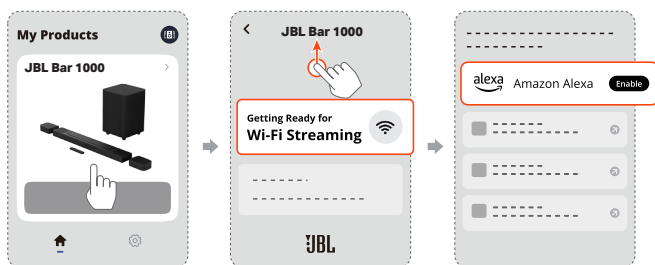 My Products
JBL Bar 1000
JBL Bar 1000
Getting Ready for
Wi-Fi Streaming
JBL
alexa Amazon Alexa Enable